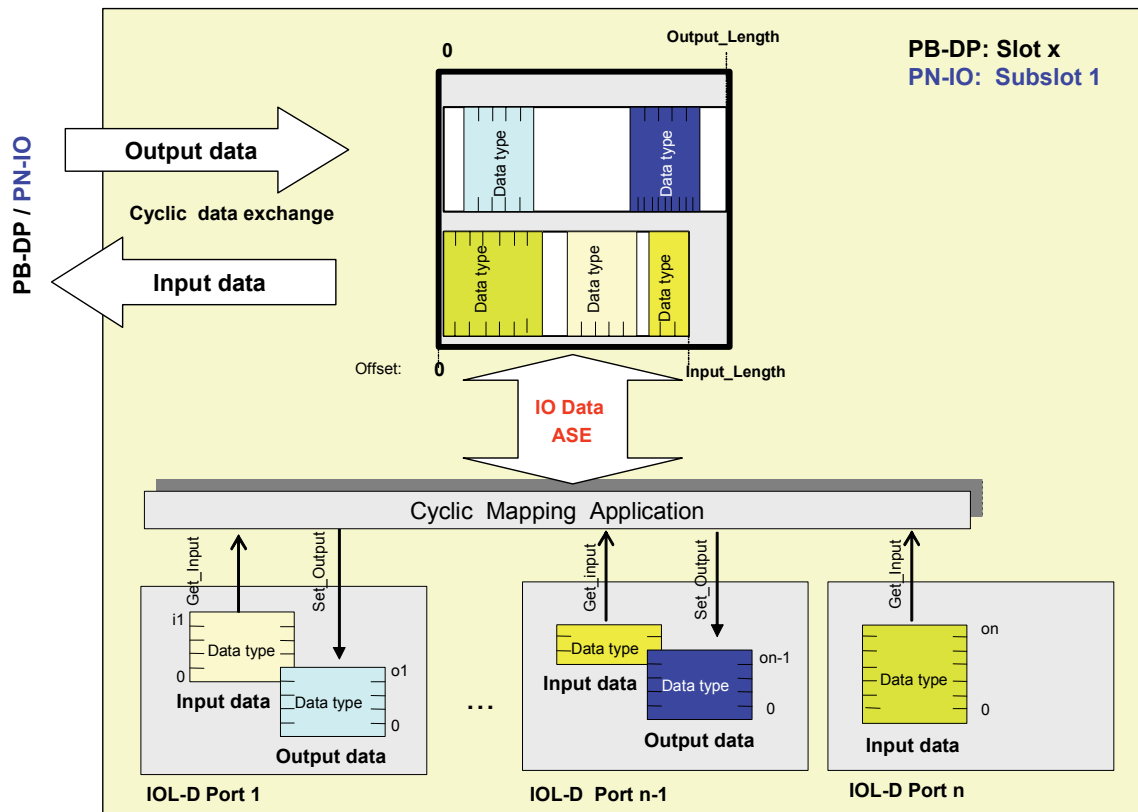 Output_Length
0
PB-DP: Slot x
PN-IO: Subslot 1
PB-DP / PN-IO
Output data
Data type
Data type
Cyclic data exchange
Input data
Data type
Data type
Data type
Offset:
0
Input_Length
IO Data
ASE
Cyclic Mapping Application
Get_Input
Set_Output
Get_input
Set_Output
Get_Input
i1
Data type
0
Input data
o1
Data type
0
Output data
IOL-D Port 1
...
Data type
Input data
on-1
Data type
0
Output data
IOL-D Port n-1
on
Data type
0
Input data
IOL-D Port n